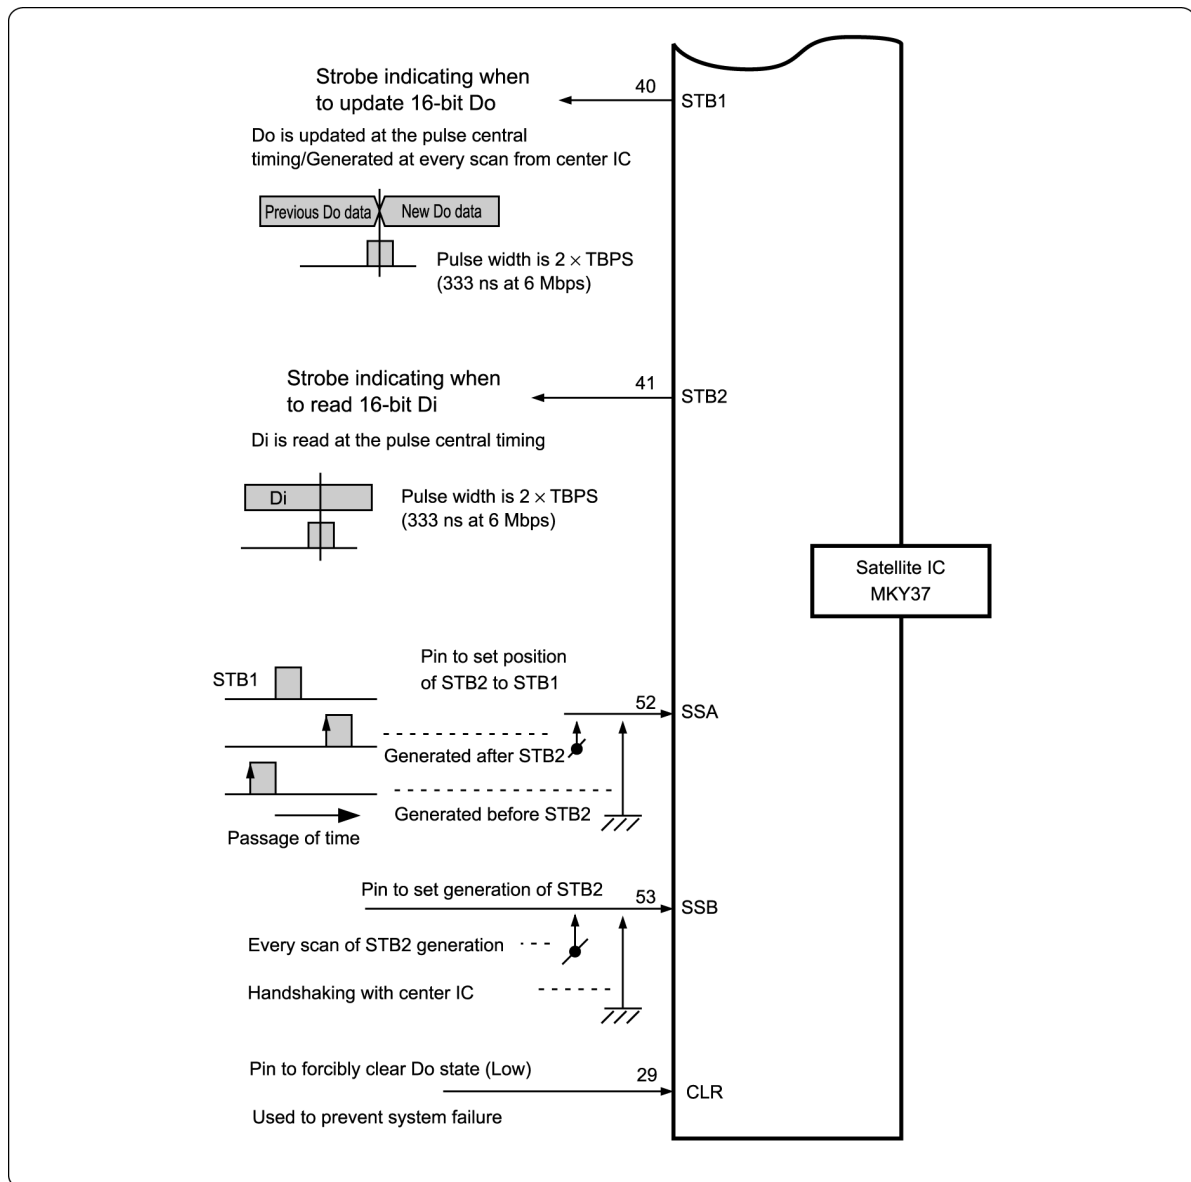 Strobe indicating when
to update 16-bit Do
40
STB1
Do is updated at the pulse central
timing/Generated at every scan from center IC
Previous Do data
New Do data
Pulse width is 2 × TBPS
(333 ns at 6 Mbps)
Strobe indicating when
to read 16-bit Di
41
STB2
Di is read at the pulse central timing
Di
Pulse width is 2 × TBPS
(333 ns at 6 Mbps)
Satellite IC
MKY37
STB1
Pin to set position
of STB2 to STB1
52
SSA
Generated after STB2
Generated before STB2
Passage of time
Pin to set generation of STB2
53
SSB
Every scan of STB2 generation
Handshaking with center IC
Pin to forcibly clear Do state (Low)
29
CLR
Used to prevent system failure